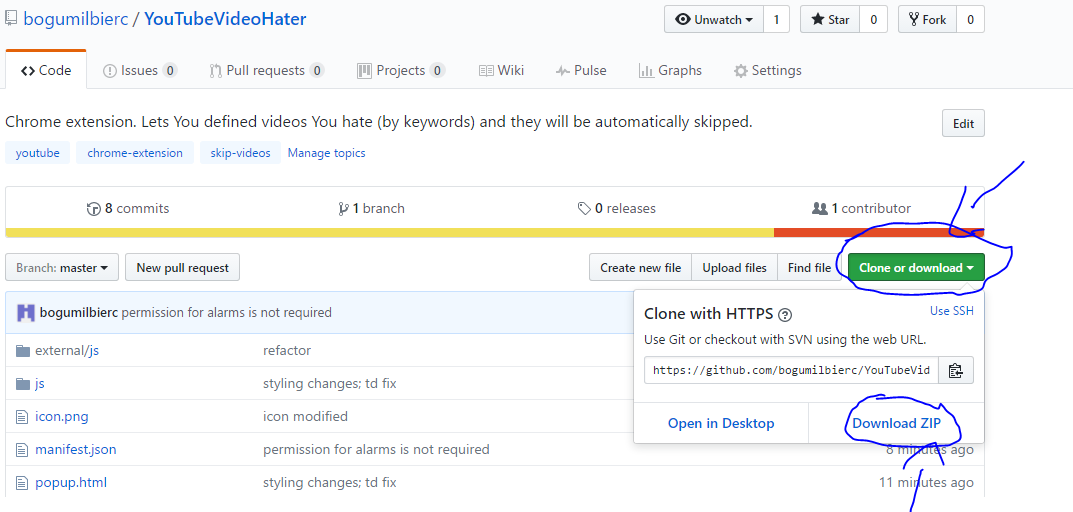 bogumilbierc / YouTubeVideoHater
Unwatch 1 Star 0 Fork 0
Code Issues 0 Pull requests 0 Projects 0 Wiki Pulse Graphs Settings
Chrome extension. Lets You defined videos You hate (by keywords) and they will be automatically skipped.
Edit
youtube chrome-extension skip-videos Manage topics
8 commits 1 branch 0 releases 1 contributor
Branch: master New pull request Create new file Upload files Find file Clone or download
bogumilbierc permission for alarms is not required
external/js refactor
js styling changes; td fix
icon.png icon modified
manifest.json permission for alarms is not required 8 minutes ago
popup.html styling changes; td fix 11 minutes ago
Clone with HTTPS ? Use SSH
Use Git or checkout with SVN using the web URL.
https://github.com/bogumilbierc/YouTubeVid
Open in Desktop Download ZIP